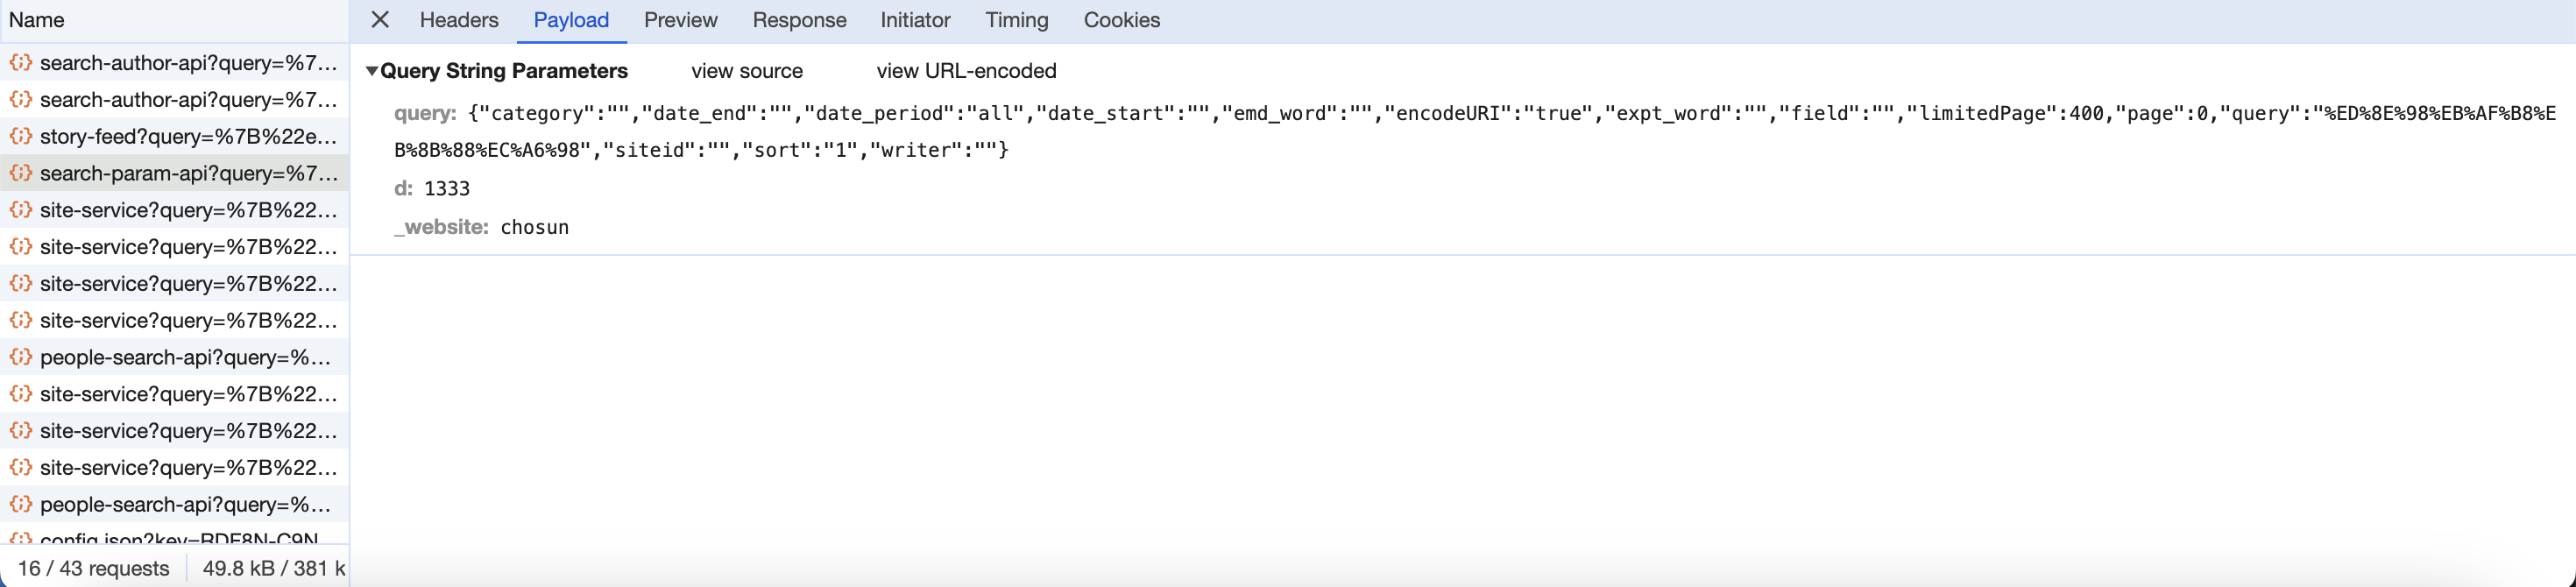 Name
Headers Payload Preview Response Initiator Timing Cookies
search-author-api?query=%7...
search-author-api?query=%7...
story-feed?query=%7B%22e...
search-param-api?query=%7...
site-service?query=%7B%22...
site-service?query=%7B%22...
site-service?query=%7B%22...
site-service?query=%7B%22...
people-search-api?query=%...
site-service?query=%7B%22...
site-service?query=%7B%22...
site-service?query=%7B%22...
people-search-api?query=%...
config.json?key=RDF8N-C9N
16 / 43 requests 49.8 kB / 381 k
Query String Parameters view source view URL-encoded
query: {"category":"","date_end":"","date_period":"all","date_start":"","emd_word":"","encodeURI":"true","expt_word":"","field":"","limitedPage":400,"page":0,"query":"%ED%8E%98%EB%AF%B8%E
B%8B%88%EC%A6%98","siteid":"","sort":"1","writer":""}
d: 1333
_website: chosun